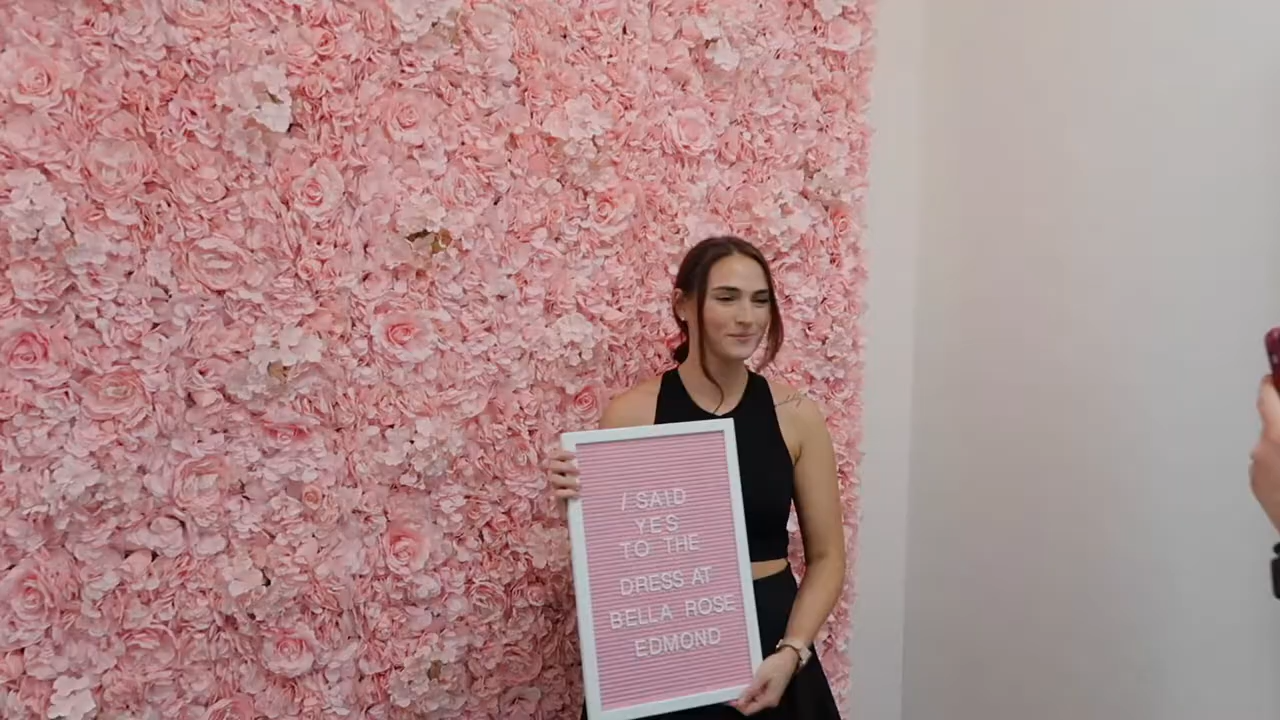 I SAID
YES
TO THE
DRESS AT
BELLA ROSE
EDMOND